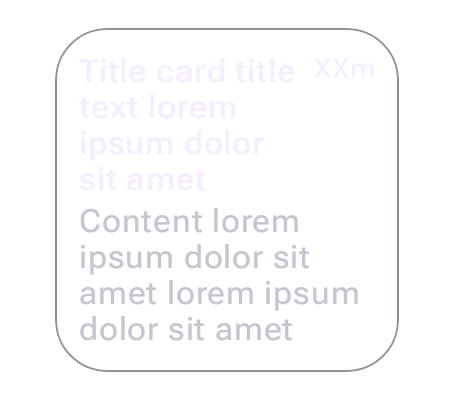 Title card title XXm
text lorem
ipsum dolor
sit amet
Content lorem
ipsum dolor sit
amet lorem ipsum
dolor sit amet